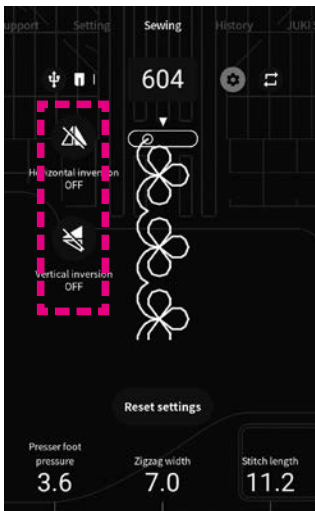 upport Setting Sewing History JUKI
604
Horizontal inversion
OFF
Vertical inversion
OFF
Reset settings
Presser foot
pressure
3.6
Zigzag width
7.0
Stitch length
11.2